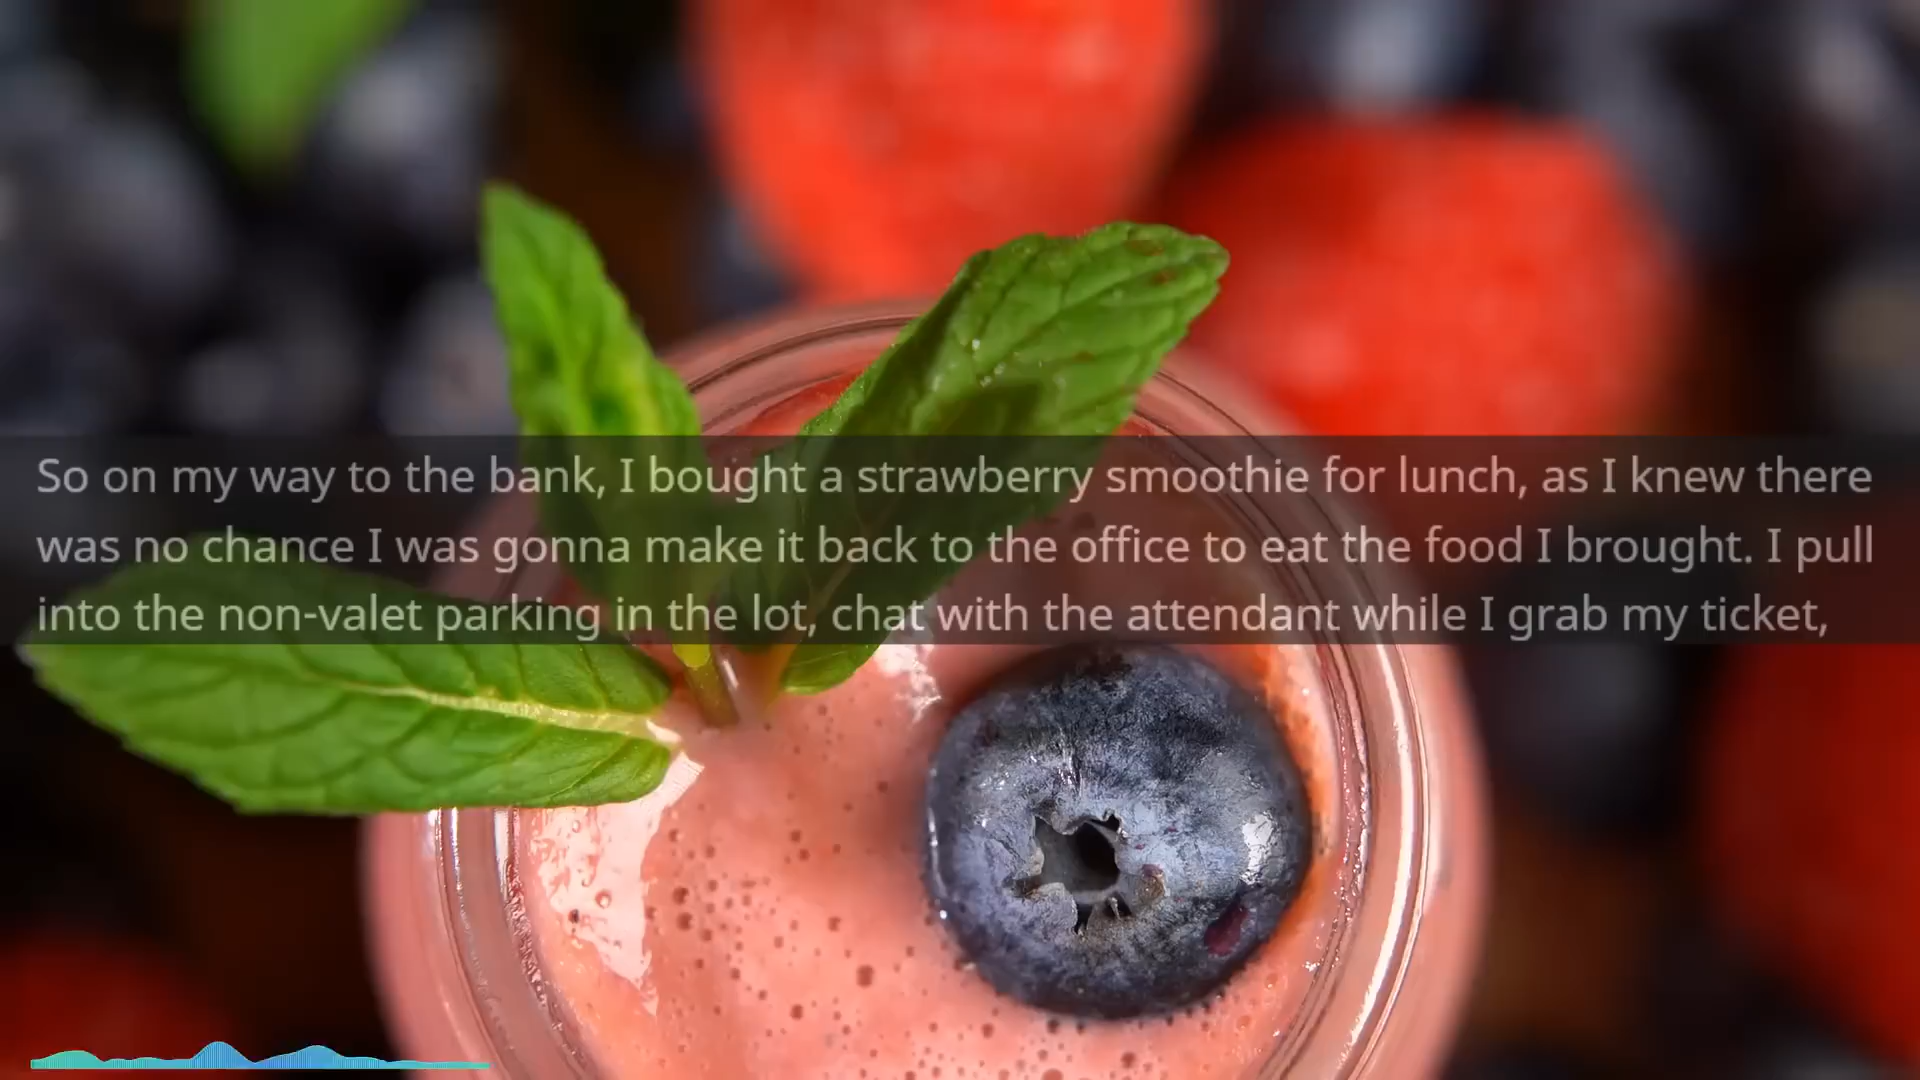 So on my way to the bank, I bought a strawberry smoothie for lunch, as I knew there
was no chance I was gonna make it back to the office to eat the food I brought. I pull
into the non-valet parking in the lot, chat with the attendant while I grab my ticket,